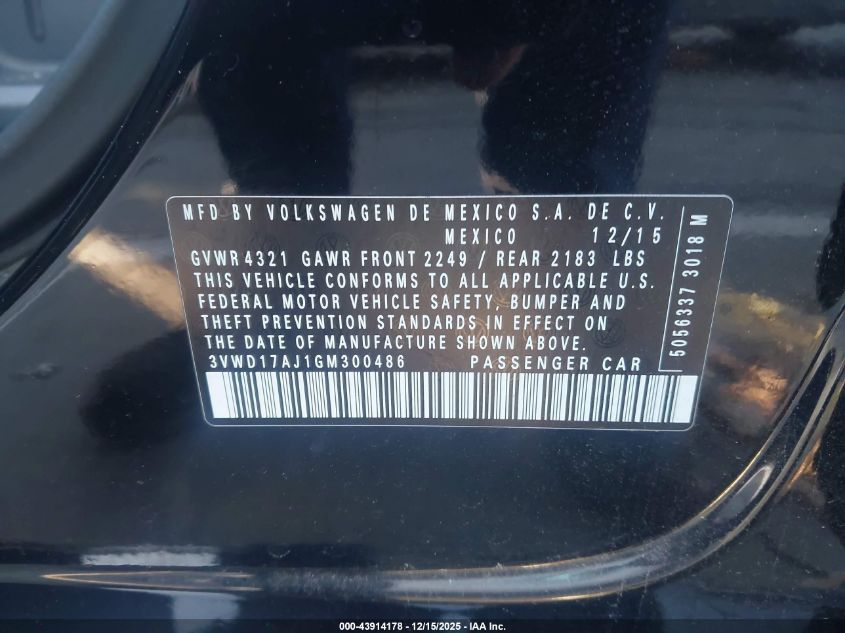 MFD BY VOLKSWAGEN DE MEXICO S.A. DE C.V.
MEXICO 12/15
GVWR 4321 GAWR FRONT 2249 / REAR 2183 LBS
THIS VEHICLE CONFORMS TO ALL APPLICABLE U.S.
FEDERAL MOTOR VEHICLE SAFETY, BUMPER AND
THEFT PREVENTION STANDARDS IN EFFECT ON
THE DATE OF MANUFACTURE SHOWN ABOVE.
3VWD17AJ1GM300486 PASSENGER CAR
5056337 3018 M
000-43914178 - 12/15/2025 - IAA Inc.